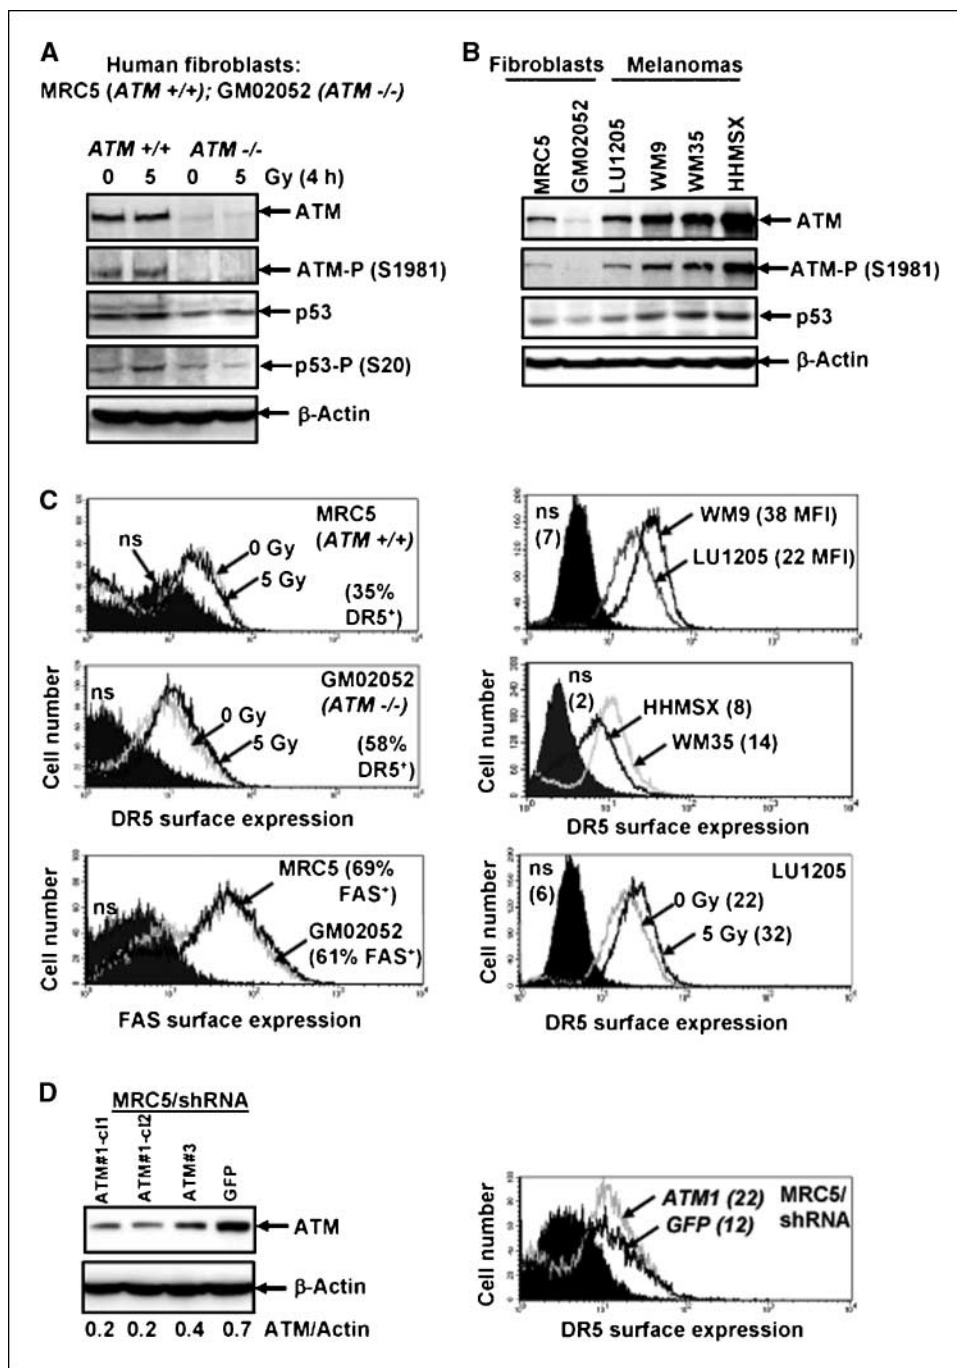 A
Human fibroblasts:
MRC5 (ATM +/+); GM02052 (ATM -/-)
ATM +/+ ATM -/-
0 5 0 5 Gy (4 h)
ATM
ATM-P (S1981)
p53
p53-P (S20)
β-Actin
B
Fibroblasts Melanomas
MRC5
GM02052
LU1205
WM9
WM35
HHMSX
ATM
ATM-P (S1981)
p53
β-Actin
C
MRC5
(ATM +/+)
ns
0 Gy
5 Gy
(35%
DR5+)
Cell number
GM02052
(ATM -/-)
ns
0 Gy
5 Gy
(58%
DR5+)
DR5 surface expression
Cell number
ns
MRC5 (69%
FAS+)
GM02052
(61% FAS+)
FAS surface expression
ns
(7)
WM9 (38 MFI)
LU1205 (22 MFI)
Cell number
ns
(2)
HHMSX (8)
WM35 (14)
DR5 surface expression
Cell number
ns
(6)
LU1205
0 Gy (22)
5 Gy (32)
DR5 surface expression
D
MRC5/shRNA
ATM#1-cl1
ATM#1-cl2
ATM#3
GFP
ATM
β-Actin
0.2 0.2 0.4 0.7 ATM/Actin
Cell number
ATM1 (22)
GFP (12)
MRC5/
shRNA
DR5 surface expression